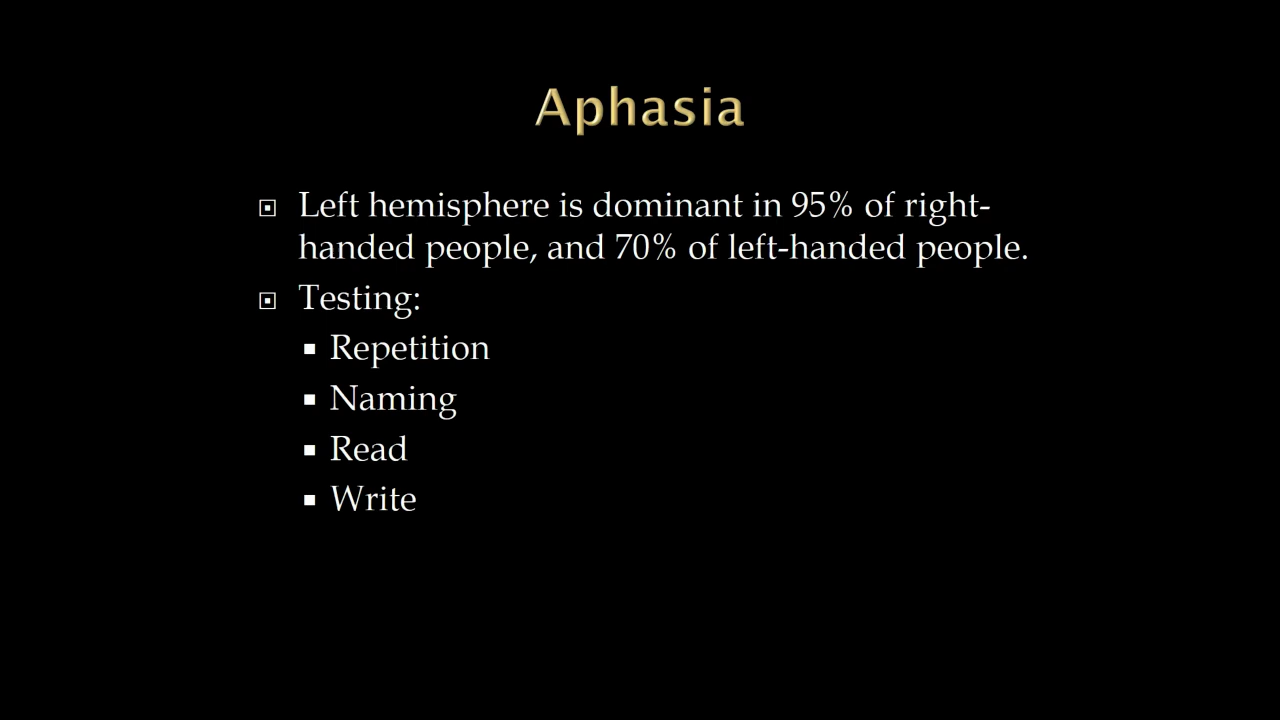 Aphasia
Left hemisphere is dominant in 95% of right-
handed people, and 70% of left-handed people.
Testing:
Repetition
Naming
Read
Write